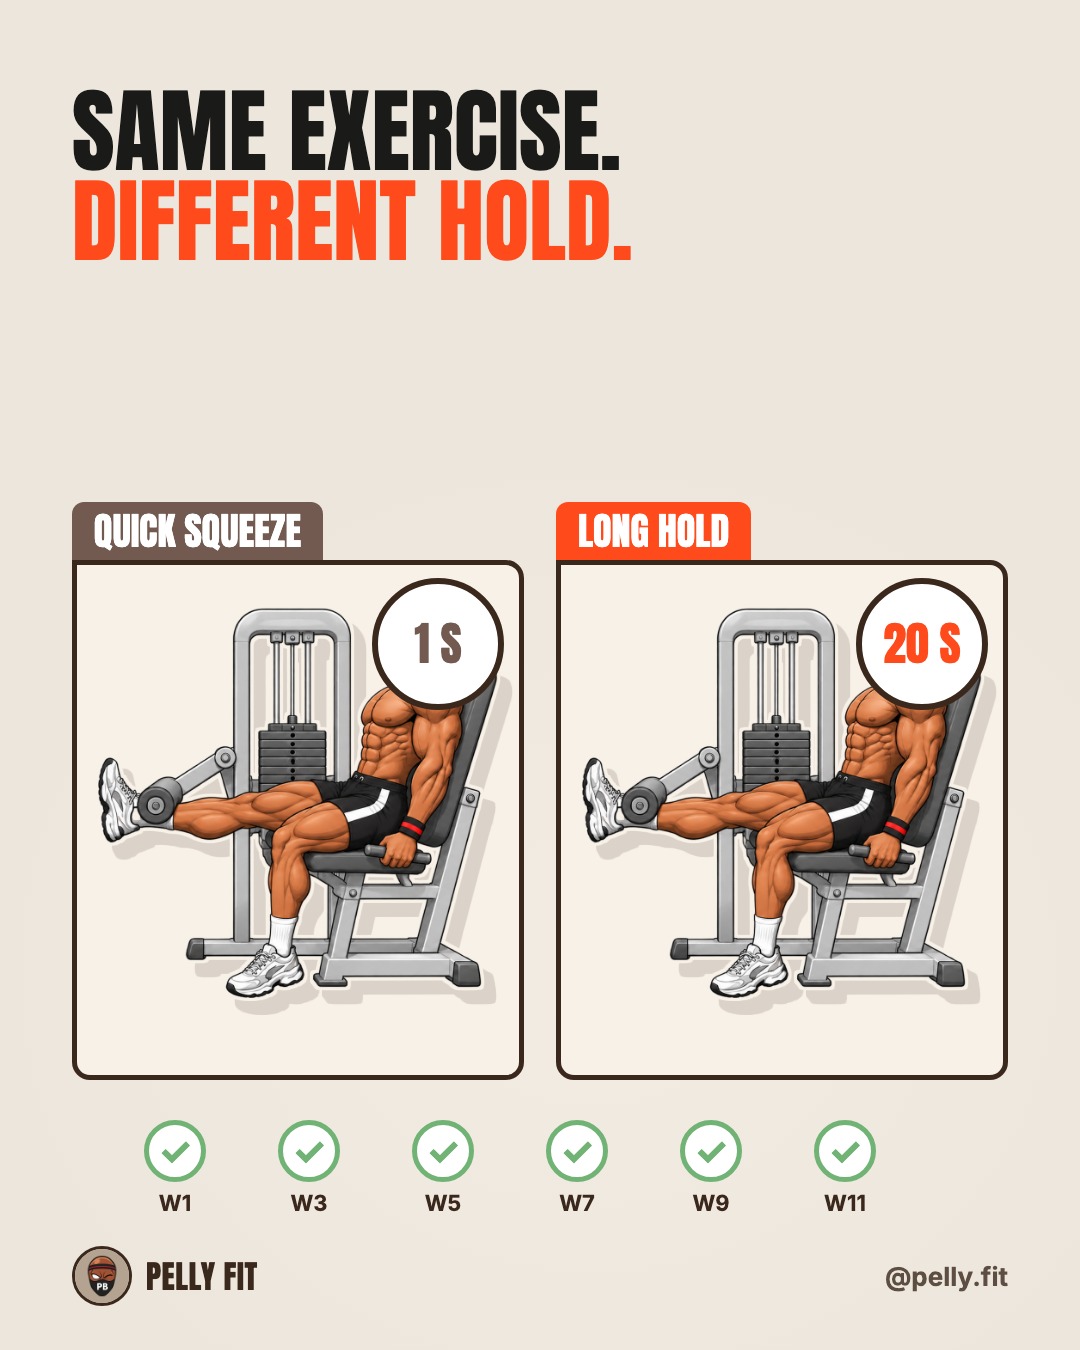 SAME EXERCISE.
DIFFERENT HOLD.
QUICK SQUEEZE
LONG HOLD
1 S
20 S
W1
W3
W5
W7
W9
W11
PB
PELLY FIT
@pelly.fit